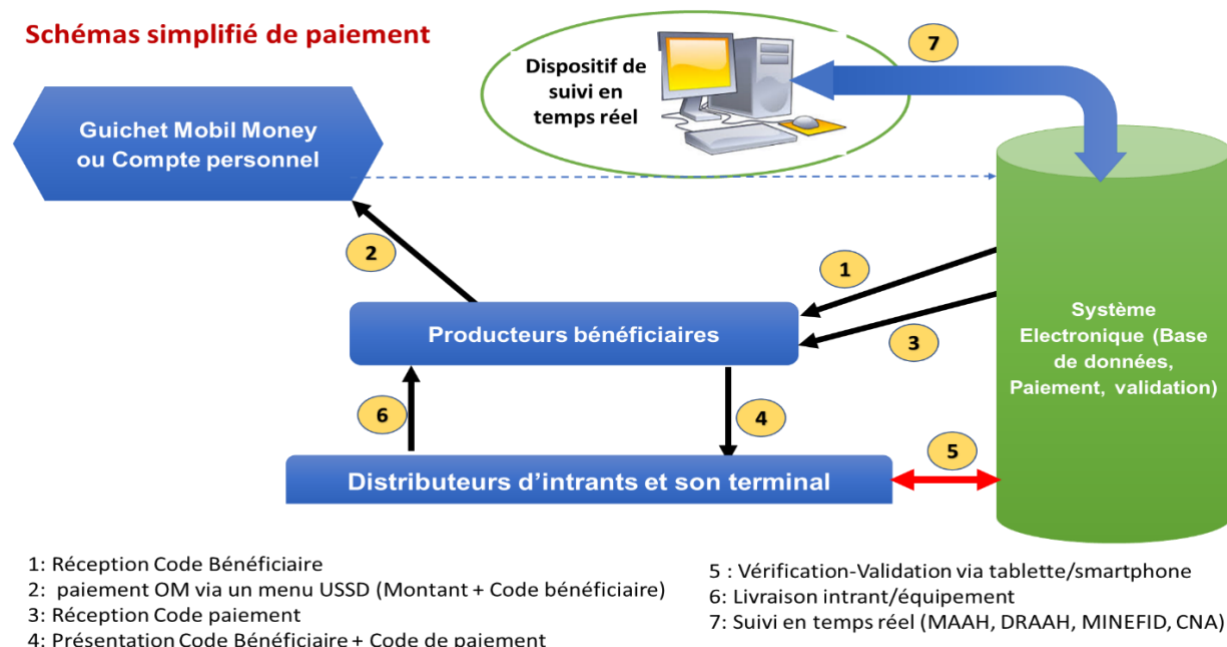 Schémas simplifié de paiement
7
Dispositif de
suivi en
temps réel
Guichet Mobil Money
ou Compte personnel
2
1
Producteurs bénéficiaires
3
Système
Electronique (Base
de données,
Paiement, validation)
6
4
5
Distributeurs d'intrants et son terminal
1: Réception Code Bénéficiaire
2: paiement OM via un menu USSD (Montant + Code bénéficiaire)
3: Réception Code paiement
4: Présentation Code Bénéficiaire + Code de paiement
5 : Vérification-Validation via tablette/smartphone
6: Livraison intrant/équipement
7: Suivi en temps réel (MAAH, DRAAH, MINEFID, CNA)